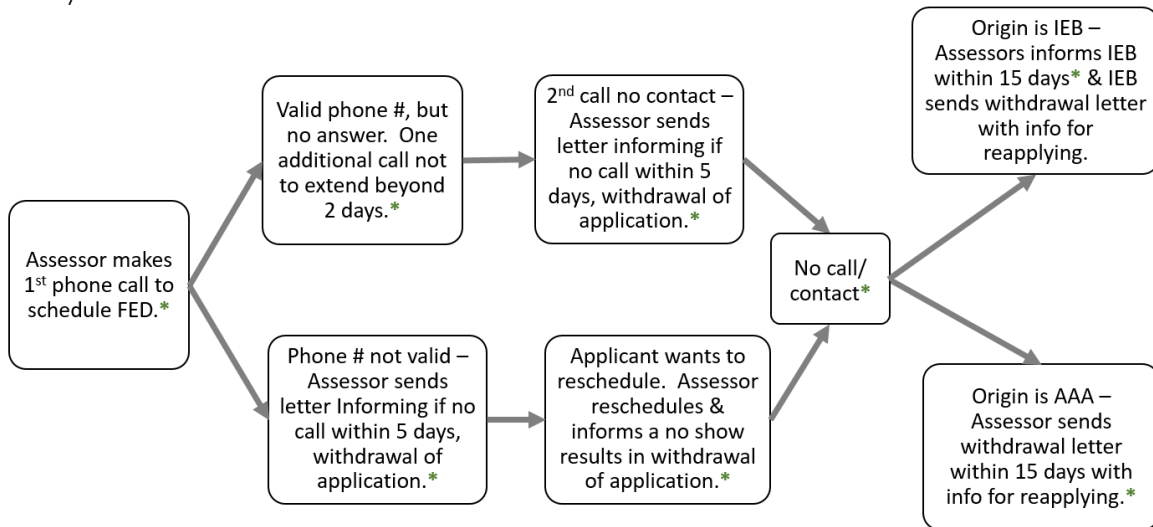 Assessor makes
1st phone call to
schedule FED.*
Valid phone #, but
no answer.  One
additional call not
to extend beyond
2 days.*
2nd call no contact –
Assessor sends
letter informing if
no call within 5
days, withdrawal of
application.*
Phone # not valid –
Assessor sends
letter Informing if no
call within 5 days,
withdrawal of
application.*
Applicant wants to
reschedule.  Assessor
reschedules &
informs a no show
results in withdrawal
of application.*
No call/
contact*
Origin is IEB –
Assessors informs IEB
within 15 days* & IEB
sends withdrawal letter
with info for
reapplying.
Origin is AAA –
Assessor sends
withdrawal letter
within 15 days with
info for reapplying.*